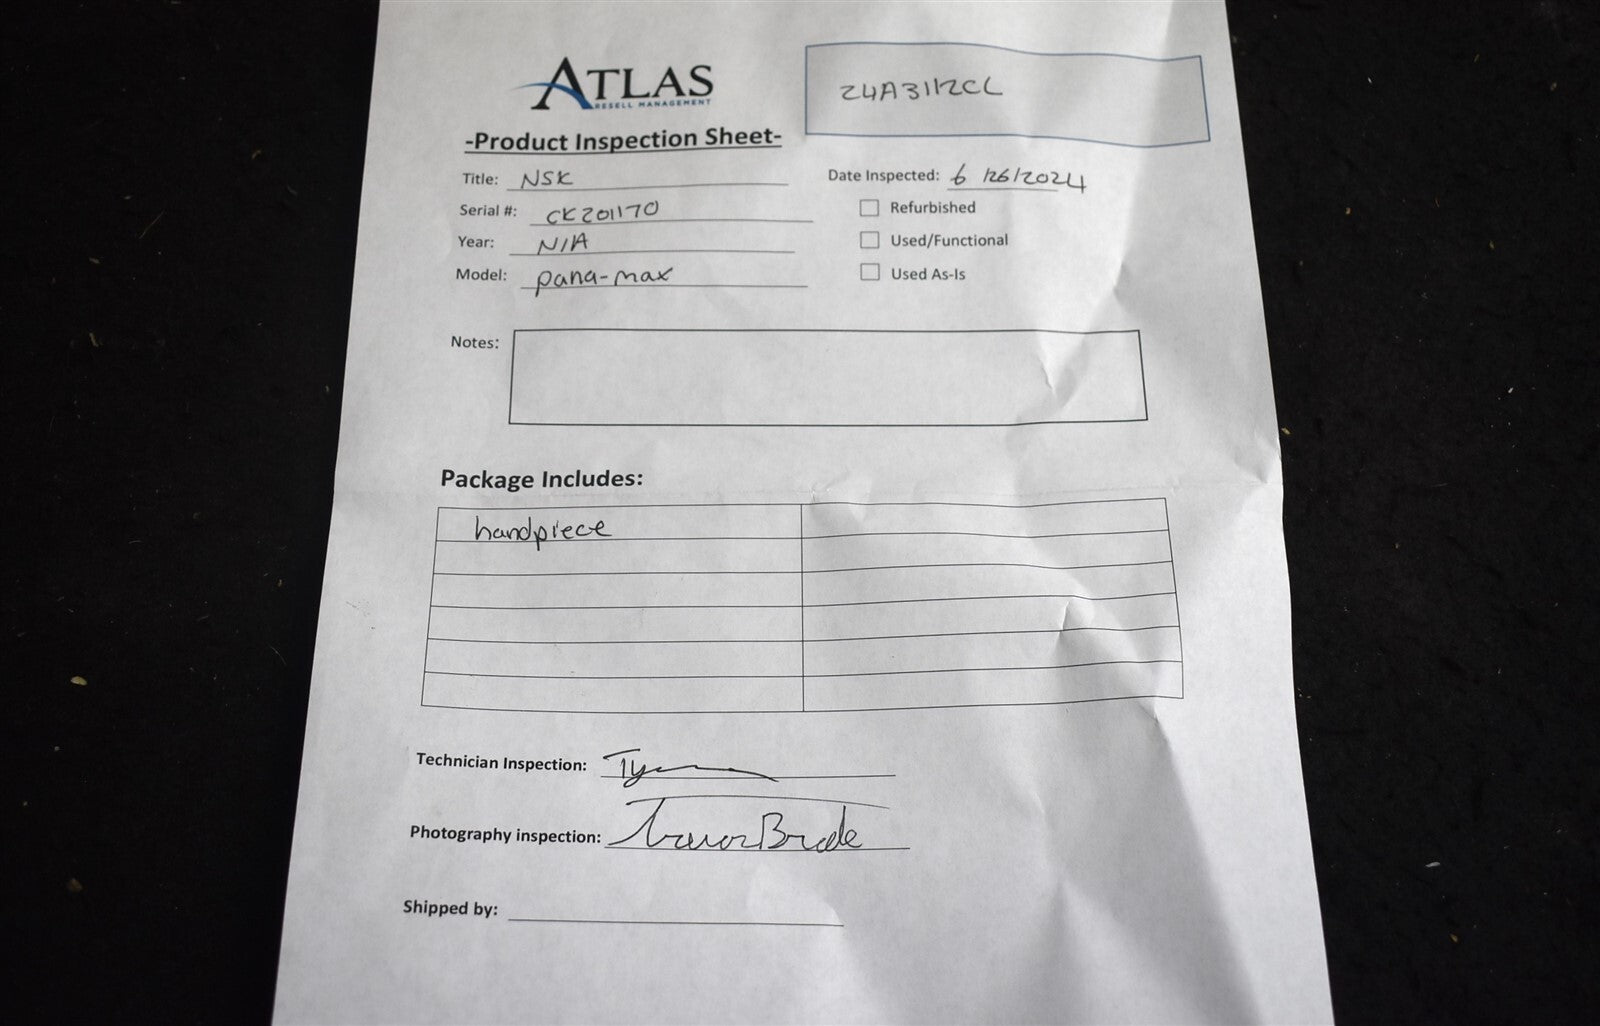 ATLAS
RESELL MANAGEMENT
24A3112CL
-Product Inspection Sheet-
Title: NSK
Date Inspected: 6/26/2024
Serial #: CK201170
Refurbished
Year: N/A
Used/Functional
Model: pana-max
Used As-Is
Notes:
Package Includes:
handpiece
Technician Inspection:
Photography inspection: Trevor
Shipped by: